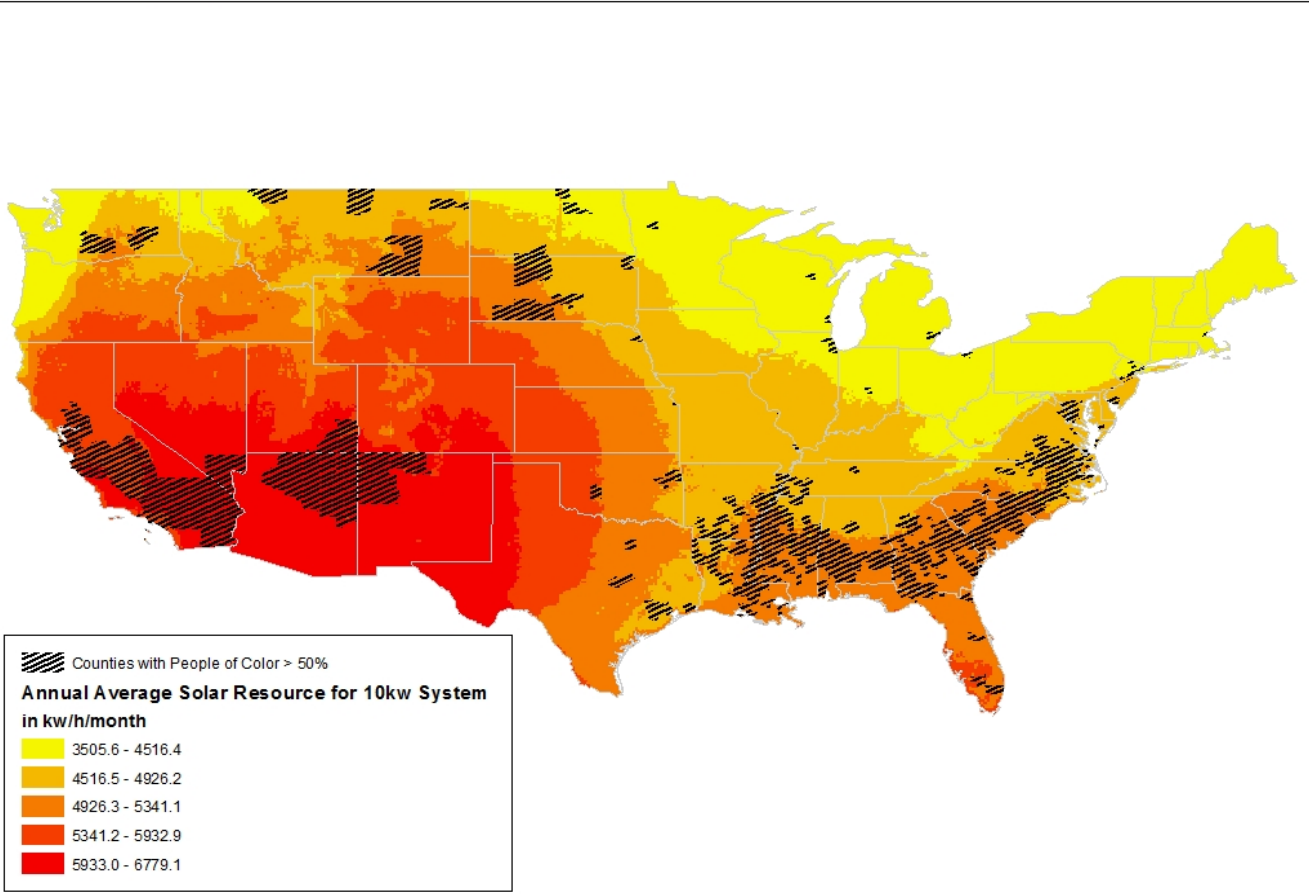 Counties with People of Color > 50%
Annual Average Solar Resource for 10kw System
in kw/h/month
3505.6 - 4516.4
4516.5 - 4926.2
4926.3 - 5341.1
5341.2 - 5932.9
5933.0 - 6779.1